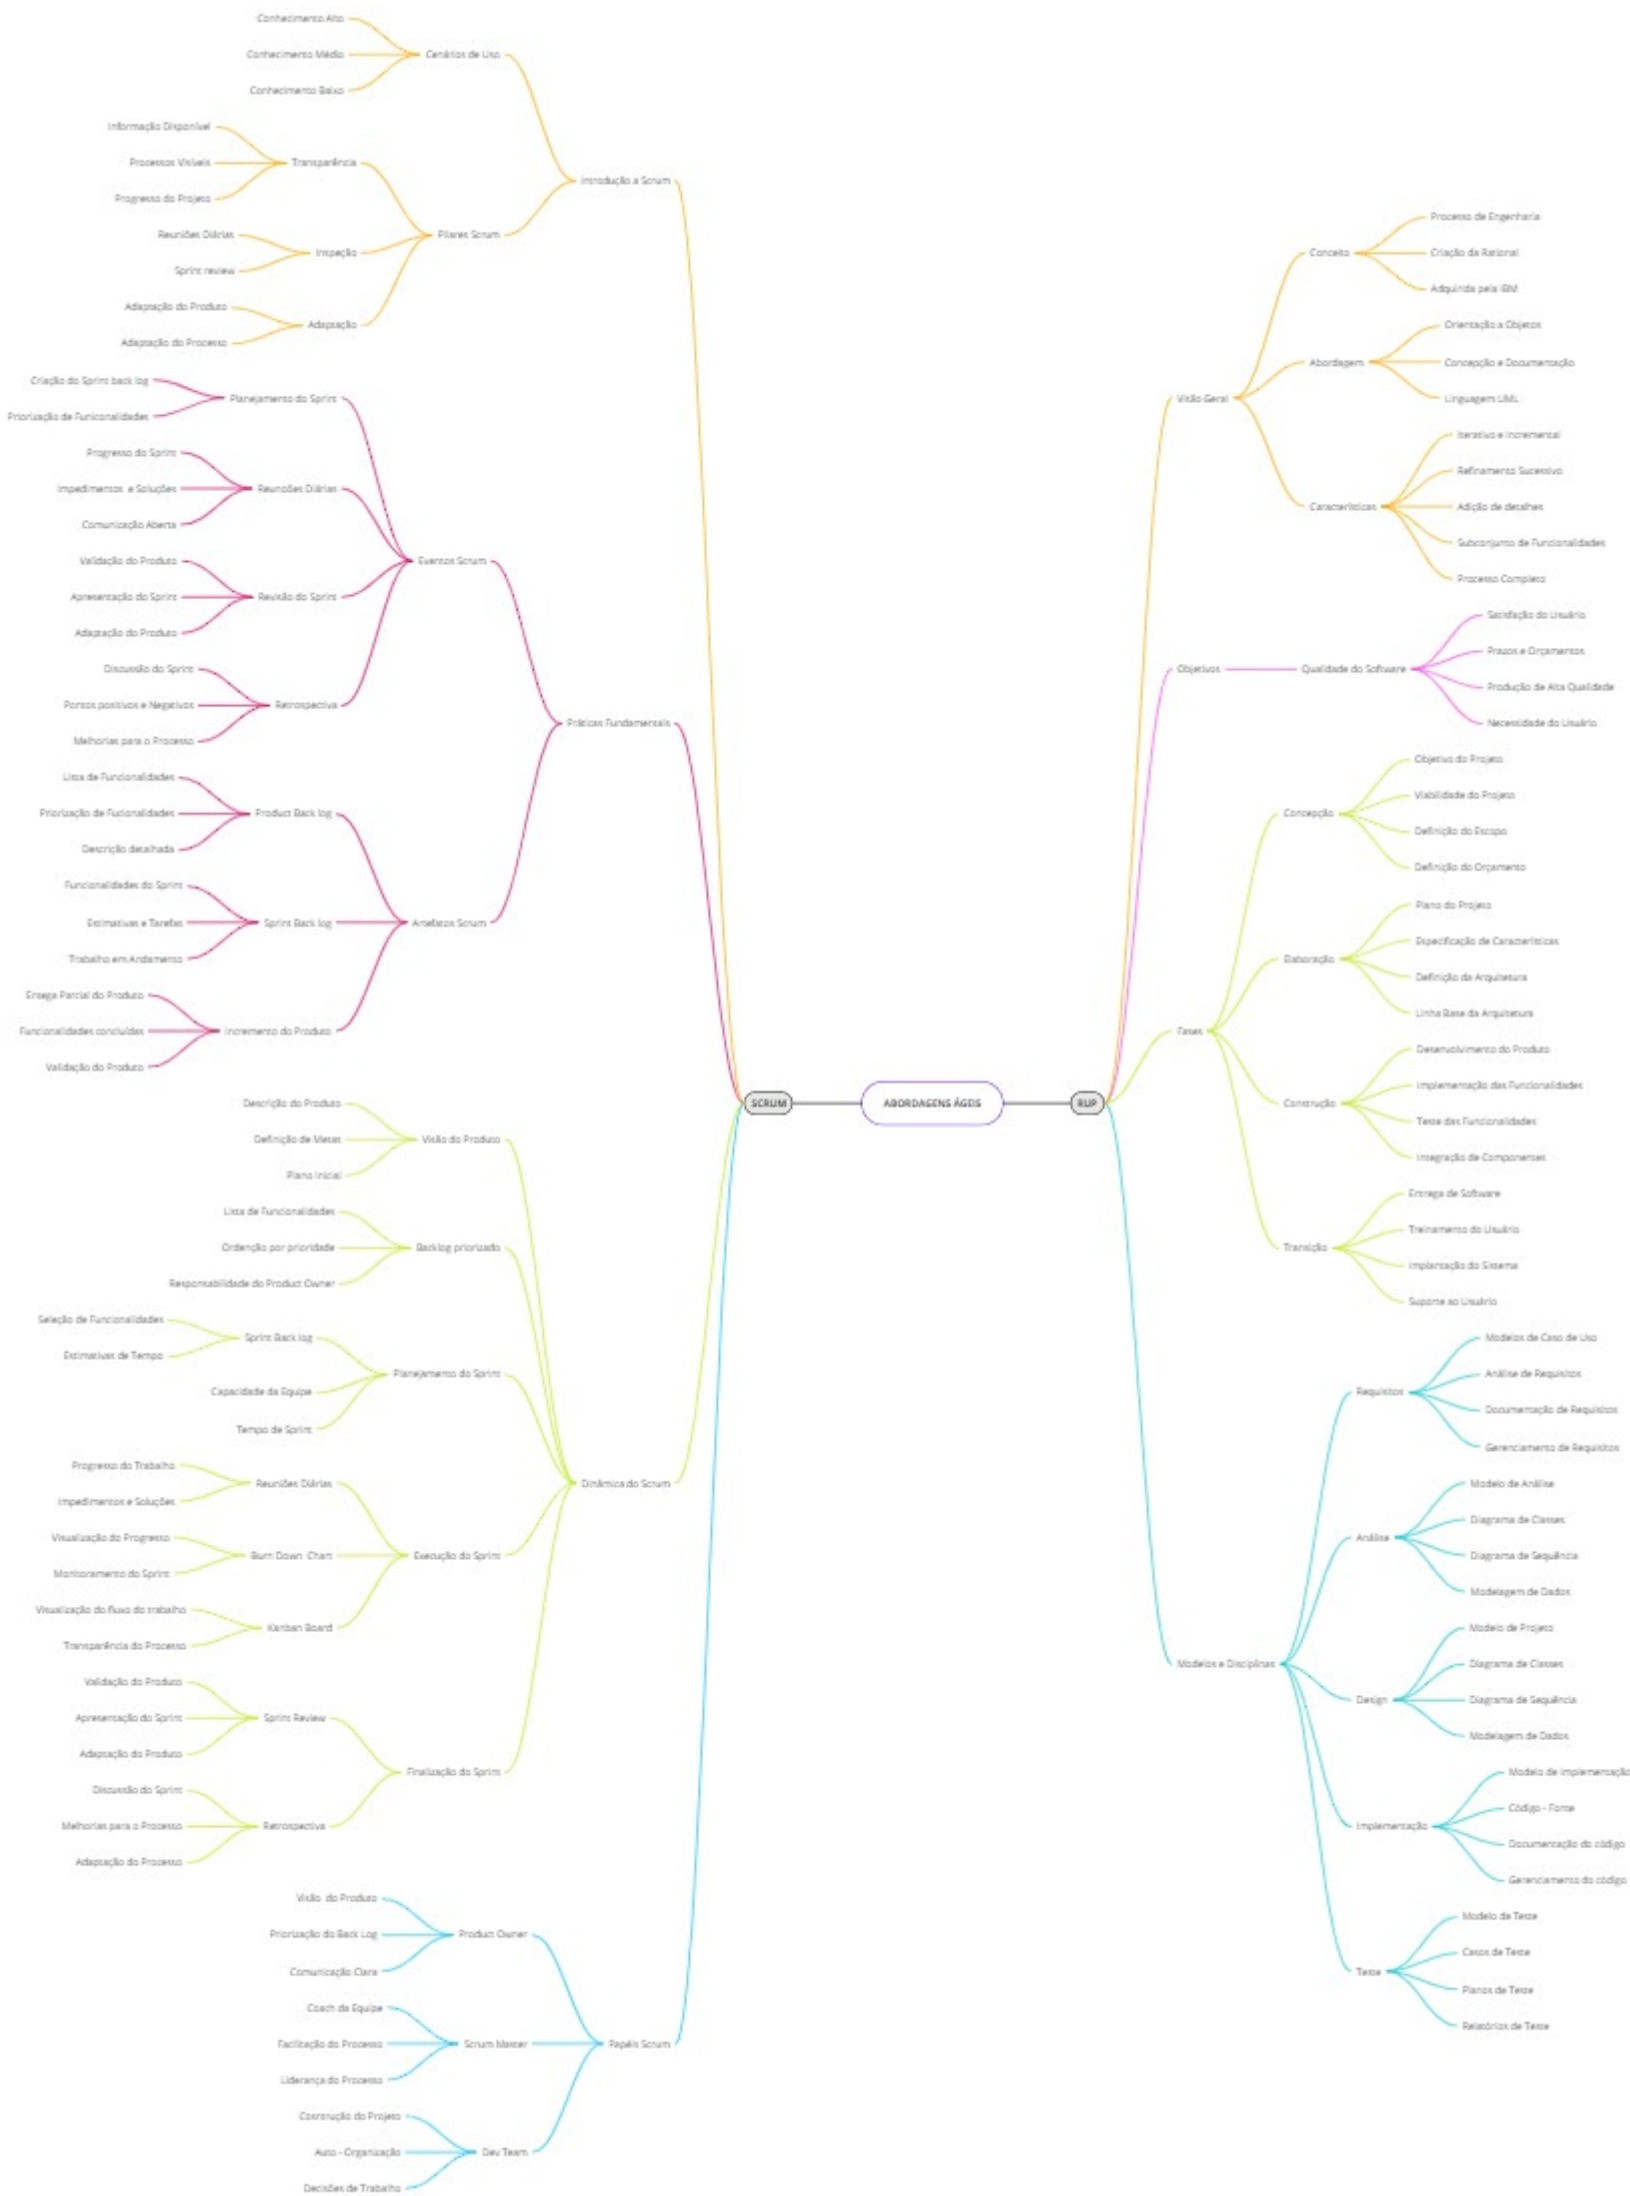 ABORDAGENS ÁGEIS
SCRUM
Introdução a Scrum
Cenários de Uso
Conhecimento Alto
Conhecimento Médio
Conhecimento Baixo
Pilares Scrum
Transparência
Informação Disponível
Processos Visíveis
Progresso do Projeto
Inspeção
Reuniões Diárias
Sprint review
Adaptação
Adaptação do Produto
Adaptação do Processo
Práticas Fundamentais
Eventos Scrum
Planejamento do Sprint
Criação do Sprint back log
Priorização de Funiconalidades
Reunoões Diárias
Progresso do Sprint
Impedimentos e Soluções
Comunicação Aberta
Revisão do Sprint
Validação do Produto
Apresentação do Sprint
Adaptação do Produto
Retrospectiva
Discussão do Sprint
Pontos positivos e Negativos
Melhorias para o Processo
Artefatos Scrum
Product Back log
Lista de Funcionalidades
Priorização de Fucionalidades
Descrição detalhada
Sprint Back log
Funcionalidades do Sprint
Estimativas e Tarefas
Trabalho em Andamento
Incremento do Produto
Entega Parcial do Produto
Funcionalidades concluídas
Validação do Produto
Dinâmica do Scrum
Visão do Produto
Descrição do Produto
Definição de Metas
Plano Inicial
Backlog priorizado
Lista de Funcionalidades
Ordenção por prioridade
Responsabilidade do Product Owner
Planejamento do Sprint
Sprint Back log
Seleção de Funcionalidades
Estimativas de Tempo
Capacidade da Equipe
Tempo de Sprint
Execução do Sprint
Reuniões Diárias
Progresso do Trabalho
Impedimentos e Soluções
Burn Down Chart
Visualização do Progresso
Monitoramento do Sprint
Kanban Board
Visualização do fluxo do trabalho
Transparência do Processo
Finalização do Sprint
Sprint Review
Validação do Produto
Apresentação do Sprint
Adaptação do Produto
Retrospectiva
Discussão do Sprint
Melhorias para o Processo
Adaptação do Processo
Papéis Scrum
Product Owner
Visão do Produto
Priorização do Back Log
Comunicação Clara
Scrum Master
Coach da Equipe
Facilitação do Processo
Liderança do Processo
Dev Team
Cosntrução do Projeto
Auto - Organização
Decisões de Trabalho
RUP
Visão Geral
Conceito
Processo de Engenharia
Criação da Rational
Adquirida pela IBM
Abordagem
Orientação a Objetos
Concepção e Documentação
Linguagem UML
Características
Iterativo e Incremental
Refinamento Sucessivo
Adição de detalhes
Subconjunto de Funcionalidades
Processo Completo
Objetivos
Qualidade do Software
Satisfação do Usuário
Prazos e Orçamentos
Produção de Alta Qualidade
Necessidade do Usuário
Fases
Concepção
Objetivo do Projeto
Viabilidade do Projeto
Definição do Escopo
Definição do Orçamento
Elaboração
Plano do Projeto
Especificação de Características
Definição da Arquitetura
Linha Base da Arquitetura
Construção
Desenvolvimento do Produto
Implementação das Funcionalidades
Teste das Funcionalidades
Integração de Componentes
Transição
Entrega de Software
Treinamento do Usuário
Implantação do Sistema
Suporte ao Usuário
Modelos e Disciplinas
Requisitos
Modelos de Caso de Uso
Análise de Requisitos
Documentação de Requisitos
Gerenciamento de Requisitos
Análise
Modelo de Análise
Diagrama de Classes
Diagrama de Sequência
Modelagem de Dados
Design
Modelo de Projeto
Diagrama de Classes
Diagrama de Sequência
Modelagem de Dados
Implementação
Modelo de Implementação
Código - Fonte
Documentação do código
Gerenciamento do código
Teste
Modelo de Teste
Casos de Teste
Planos de Teste
Relatórios de Teste